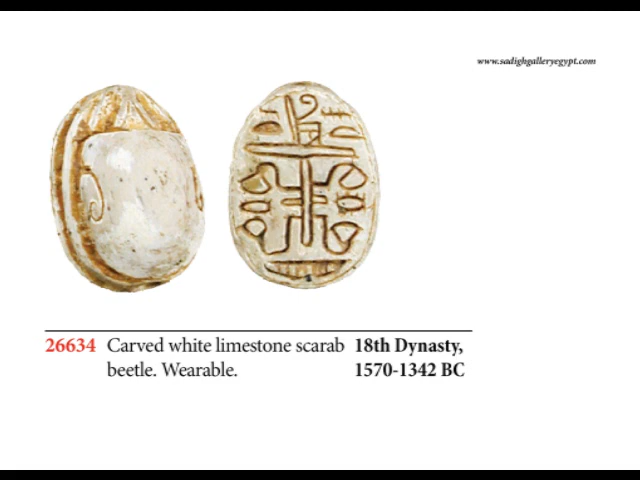 www.sadighgalleryegypt.com
26634 Carved white limestone scarab 18th Dynasty,
beetle. Wearable. 1570-1342 BC